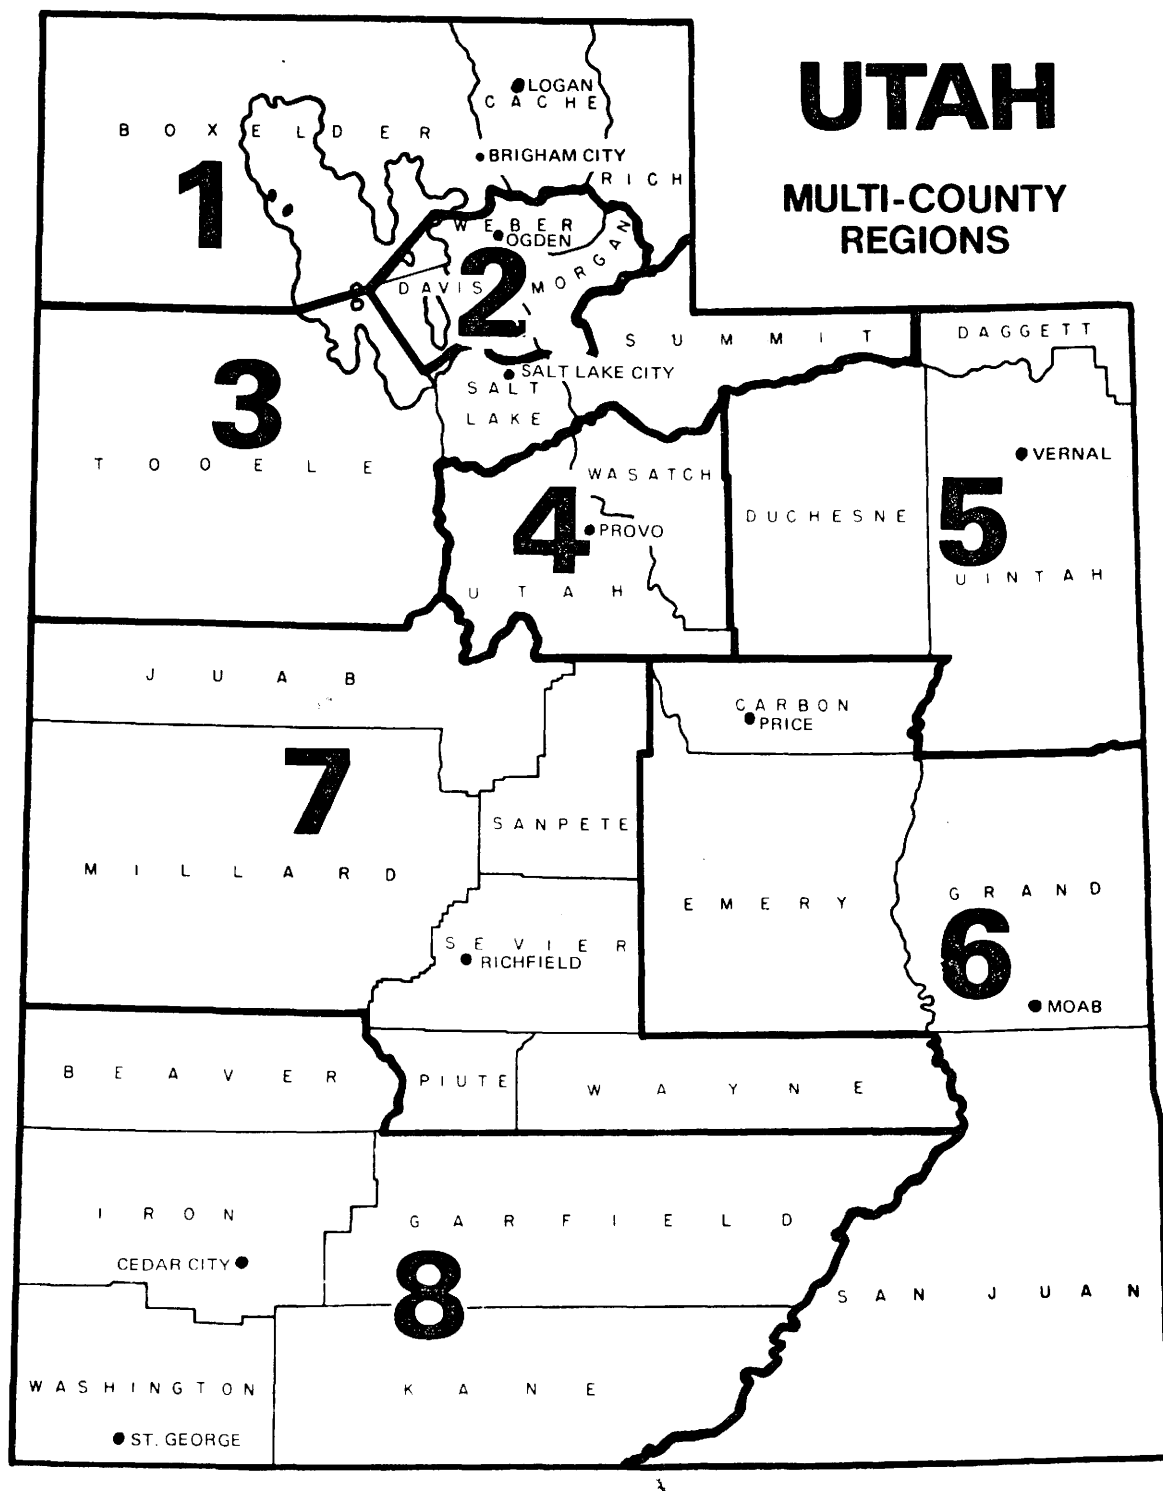 UTAH
MULTI-COUNTY
REGIONS
LOGAN
CACHE
BOX ELDER
BRIGHAM CITY
1
RICH
WEBER
OGDEN
MORGAN
DAVIS
2
SUMMIT
DAGGETT
SALT LAKE CITY
SALT
LAKE
3
TOOELE
VERNAL
WASATCH
4
PROVO
DUCHESNE
5
UINTAH
UTAH
JUAB
CARBON
PRICE
7
SANPETE
MILLARD
EMERY
GRAND
6
SEVIER
RICHFIELD
MOAB
BEAVER
PIUTE
WAYNE
IRON
GARFIELD
CEDAR CITY
8
SAN JUAN
WASHINGTON
KANE
ST. GEORGE